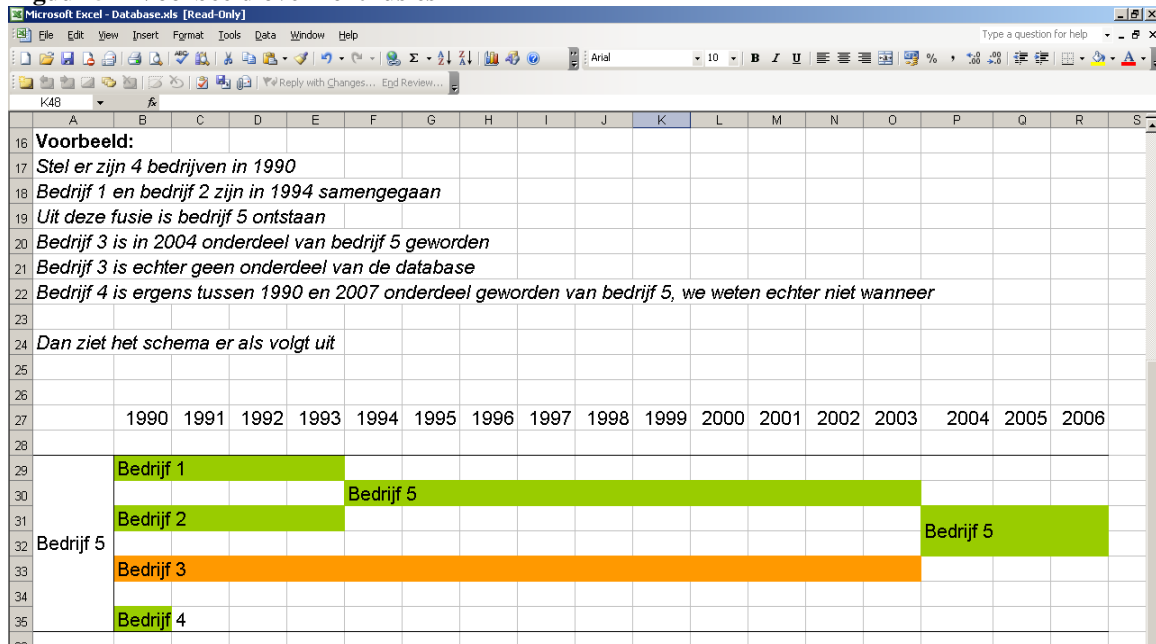 Microsoft Excel - Database.xls [Read-Only]
File Edit View Insert Format Tools Data Window Help Type a question for help
Arial 10 B I U
Reply with Changes... End Review...
K48 fx
A B C D E F G H I J K L M N O P Q R S
16 Voorbeeld:
17 Stel er zijn 4 bedrijven in 1990
18 Bedrijf 1 en bedrijf 2 zijn in 1994 samengegaan
19 Uit deze fusie is bedrijf 5 ontstaan
20 Bedrijf 3 is in 2004 onderdeel van bedrijf 5 geworden
21 Bedrijf 3 is echter geen onderdeel van de database
22 Bedrijf 4 is ergens tussen 1990 en 2007 onderdeel geworden van bedrijf 5, we weten echter niet wanneer
23
24 Dan ziet het schema er als volgt uit
25
26
27 1990 1991 1992 1993 1994 1995 1996 1997 1998 1999 2000 2001 2002 2003 2004 2005 2006
28
29 Bedrijf 1
30 Bedrijf 5
31 Bedrijf 2
Bedrijf 5
32 Bedrijf 5
33 Bedrijf 3
34
35 Bedrijf 4